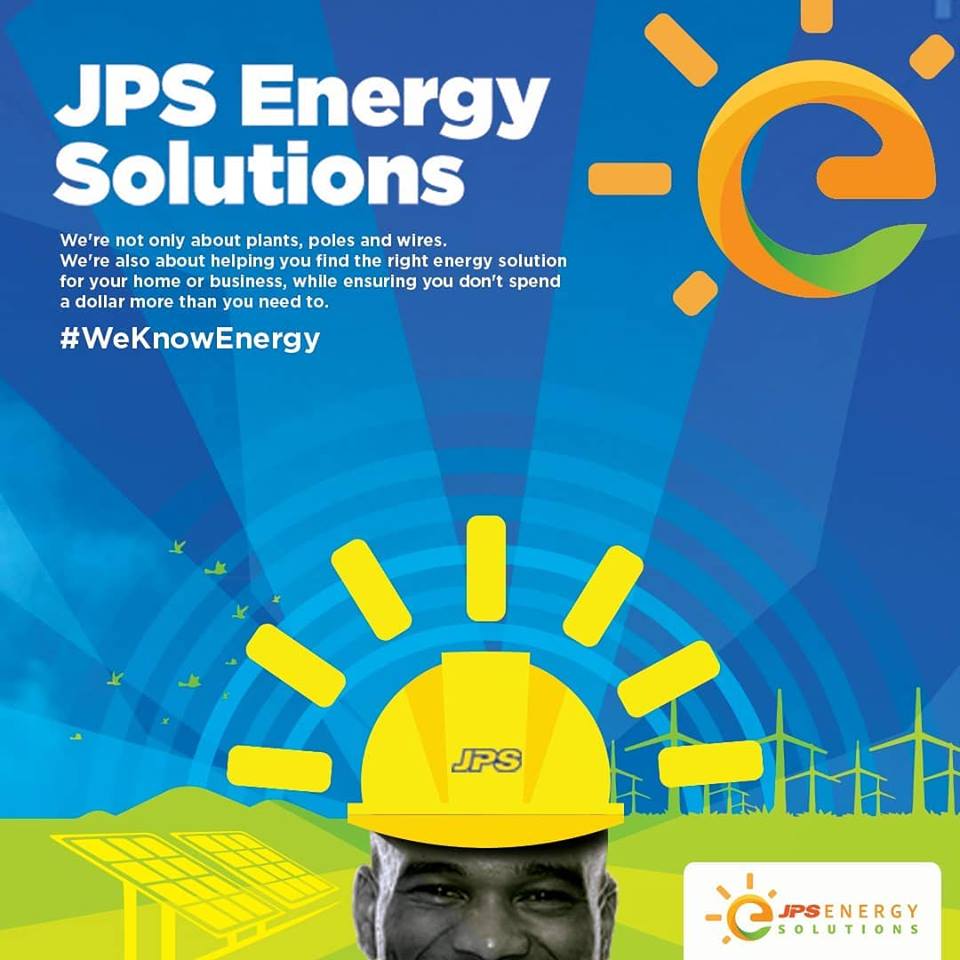 JPS Energy
Solutions
We're not only about plants, poles and wires.
We're also about helping you find the right energy solution
for your home or business, while ensuring you don't spend
a dollar more than you need to.
#WeKnowEnergy
e
JPS
e JPS ENERGY
SOLUTIONS